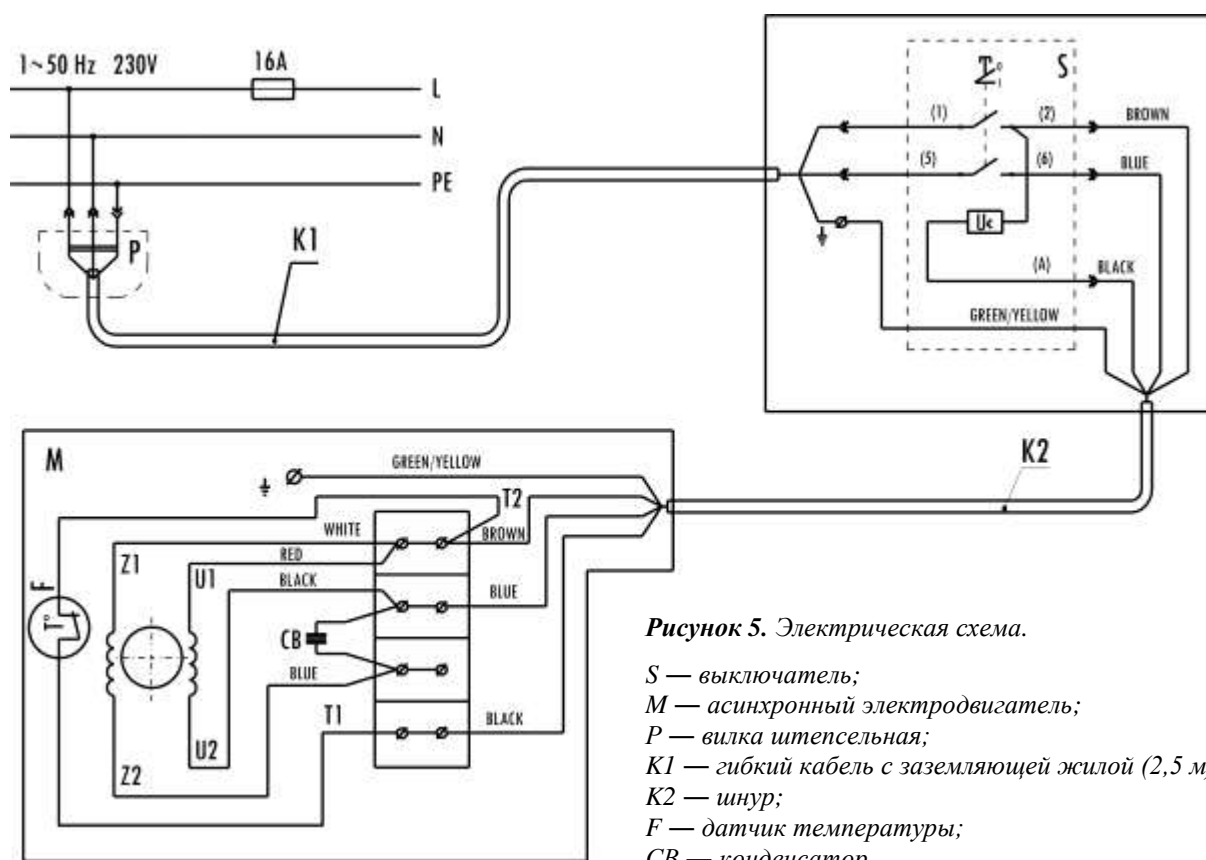 1~50 Hz 230V 16A
L
N
PE
P
K1
S
(1) (2) BROWN
(5) (6) BLUE
U<
(A) BLACK
GREEN/YELLOW
K2
M
GREEN/YELLOW
T2
WHITE BROWN
Z1 RED
U1 BLACK
F BLUE
T°
CB
BLUE
T1 BLACK
U2
Z2
Рисунок 5. Электрическая схема.
S — выключатель;
M — асинхронный электродвигатель;
P — вилка штепсельная;
K1 — гибкий кабель с заземляющей жилой (2,5 м
K2 — шнур;
F — датчик температуры;
CB — конденсатор